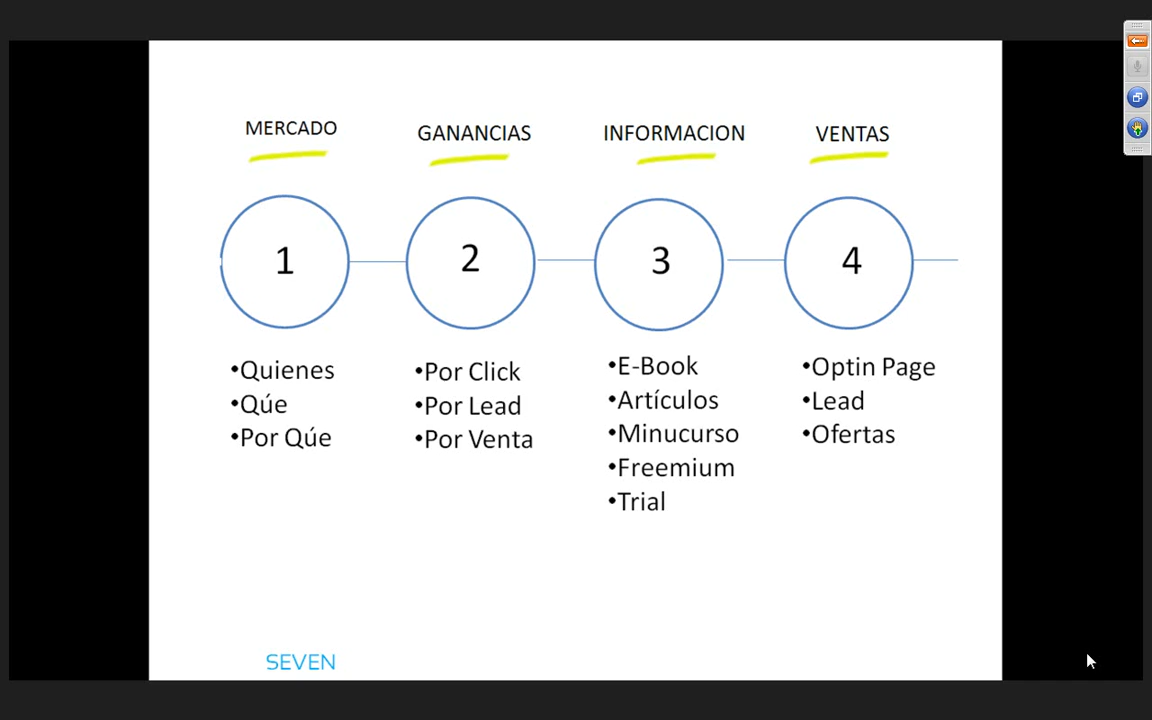 MERCADO
GANANCIAS
INFORMACION
VENTAS
1
2
3
4
•Quienes
•Qúe
•Por Qúe
•Por Click
•Por Lead
•Por Venta
•E-Book
•Artículos
•Minucurso
•Freemium
•Trial
•Optin Page
•Lead
•Ofertas
SEVEN